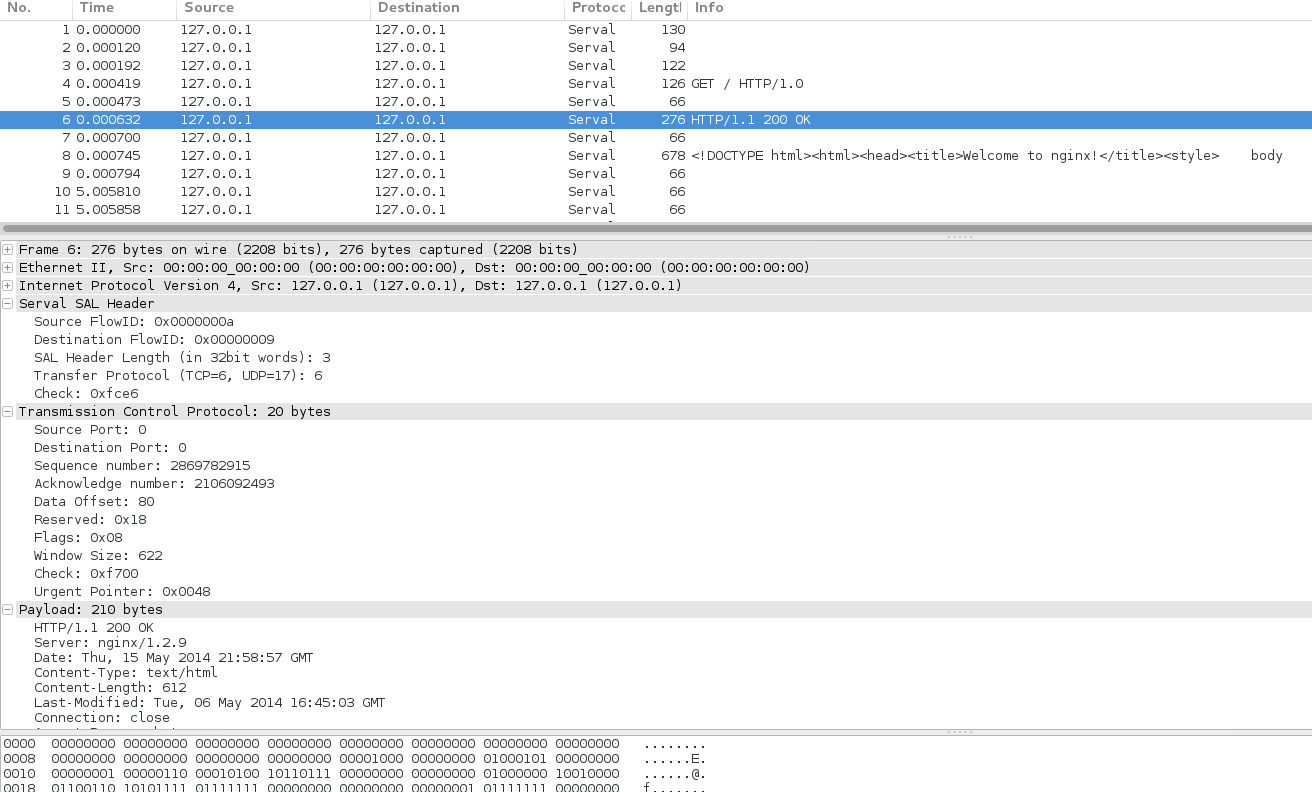 No. Time Source Destination Protocc Lengtl Info
1 0.000000 127.0.0.1 127.0.0.1 Serval 130
2 0.000120 127.0.0.1 127.0.0.1 Serval 94
3 0.000192 127.0.0.1 127.0.0.1 Serval 122
4 0.000419 127.0.0.1 127.0.0.1 Serval 126 GET / HTTP/1.0
5 0.000473 127.0.0.1 127.0.0.1 Serval 66
6 0.000632 127.0.0.1 127.0.0.1 Serval 276 HTTP/1.1 200 OK
7 0.000700 127.0.0.1 127.0.0.1 Serval 66
8 0.000745 127.0.0.1 127.0.0.1 Serval 678 <!DOCTYPE html><html><head><title>Welcome to nginx!</title><style> body
9 0.000794 127.0.0.1 127.0.0.1 Serval 66
10 5.005810 127.0.0.1 127.0.0.1 Serval 66
11 5.005858 127.0.0.1 127.0.0.1 Serval 66
Frame 6: 276 bytes on wire (2208 bits), 276 bytes captured (2208 bits)
Ethernet II, Src: 00:00:00_00:00:00 (00:00:00:00:00:00), Dst: 00:00:00_00:00:00 (00:00:00:00:00:00)
Internet Protocol Version 4, Src: 127.0.0.1 (127.0.0.1), Dst: 127.0.0.1 (127.0.0.1)
Serval SAL Header
Source FlowID: 0x0000000a
Destination FlowID: 0x00000009
SAL Header Length (in 32bit words): 3
Transfer Protocol (TCP=6, UDP=17): 6
Check: 0xfce6
Transmission Control Protocol: 20 bytes
Source Port: 0
Destination Port: 0
Sequence number: 2869782915
Acknowledge number: 2106092493
Data Offset: 80
Reserved: 0x18
Flags: 0x08
Window Size: 622
Check: 0xf700
Urgent Pointer: 0x0048
Payload: 210 bytes
HTTP/1.1 200 OK
Server: nginx/1.2.9
Date: Thu, 15 May 2014 21:58:57 GMT
Content-Type: text/html
Content-Length: 612
Last-Modified: Tue, 06 May 2014 16:45:03 GMT
Connection: close
0000 00000000 00000000 00000000 00000000 00000000 00000000 00000000 00000000 ........
0008 00000000 00000000 00000000 00000000 00001000 00000000 01000101 00000000 ......E.
0010 00000001 00000110 00010100 10110111 00000000 00000000 01000000 10010000 ......@.
0018 01100110 10101111 01111111 00000000 00000000 00000001 01111111 00000000 f.......